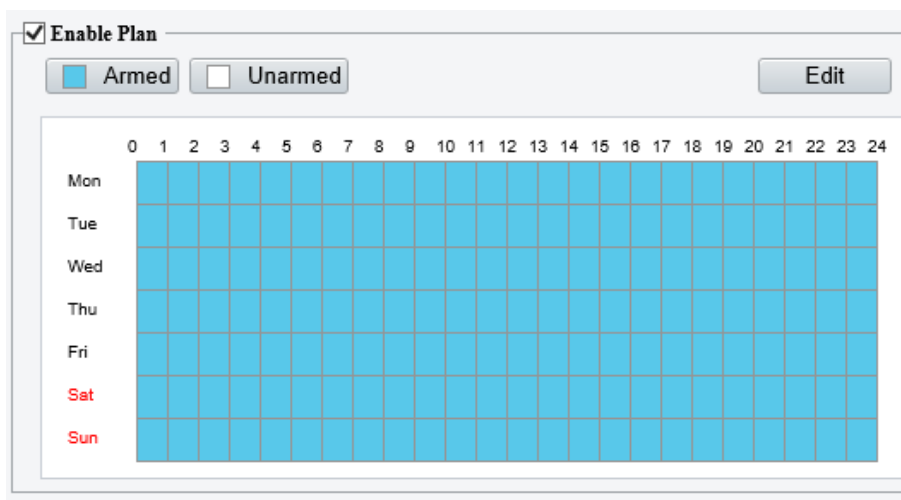 Enable Plan
Armed Unarmed Edit
0 1 2 3 4 5 6 7 8 9 10 11 12 13 14 15 16 17 18 19 20 21 22 23 24
Mon
Tue
Wed
Thu
Fri
Sat
Sun